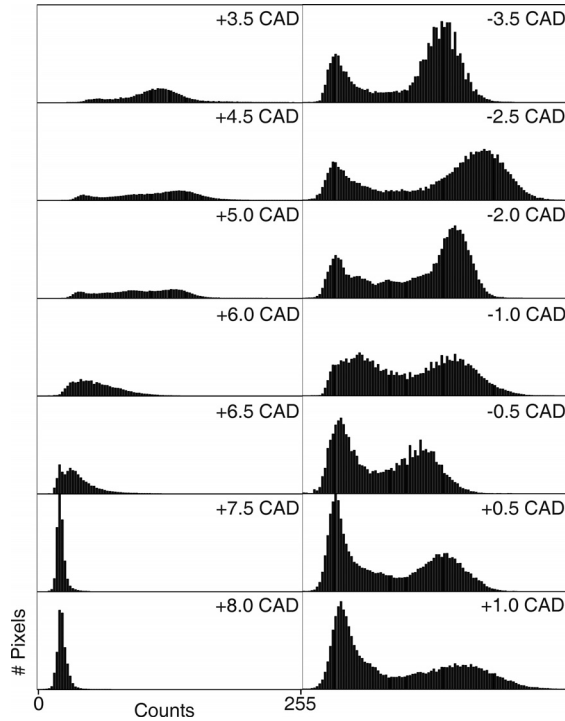 +3.5 CAD -3.5 CAD
+4.5 CAD -2.5 CAD
+5.0 CAD -2.0 CAD
+6.0 CAD -1.0 CAD
+6.5 CAD -0.5 CAD
+7.5 CAD +0.5 CAD
+8.0 CAD +1.0 CAD
# Pixels
0 Counts 255